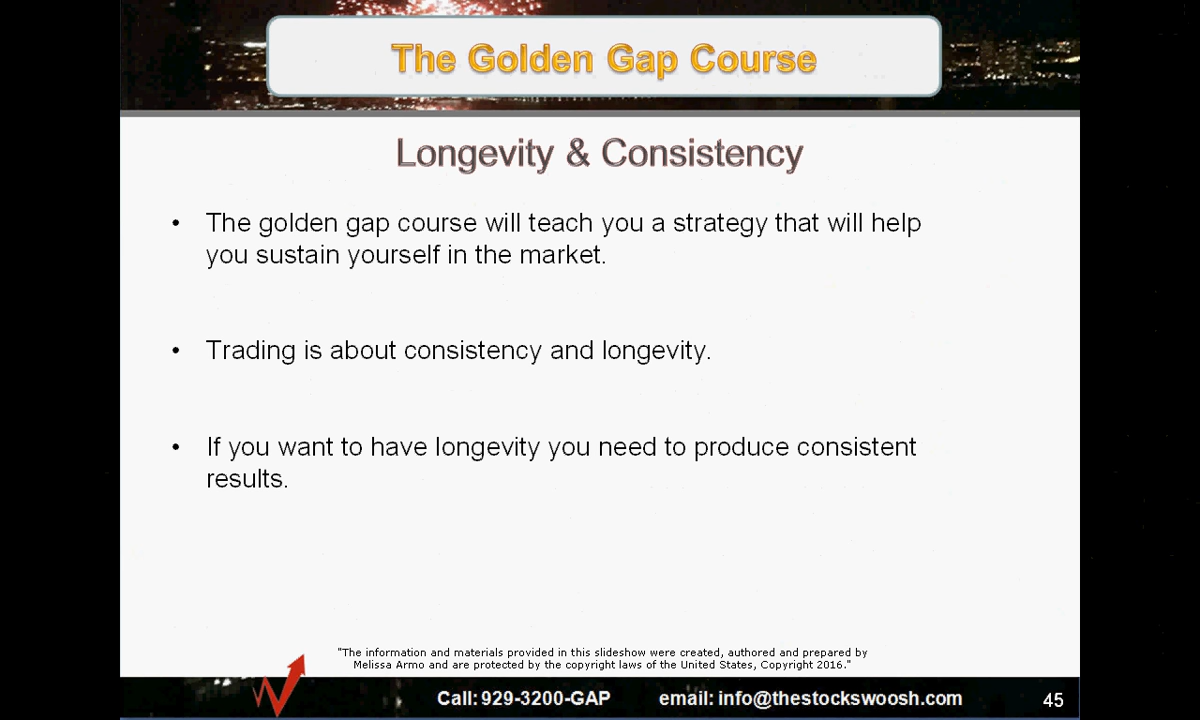 The Golden Gap Course
Longevity & Consistency
• The golden gap course will teach you a strategy that will help
you sustain yourself in the market.
• Trading is about consistency and longevity.
• If you want to have longevity you need to produce consistent
results.
"The information and materials provided in this slideshow were created, authored and prepared by
Melissa Armo and are protected by the copyright laws of the United States, Copyright 2016."
Call: 929-3200-GAP email: info@thestockswoosh.com 45